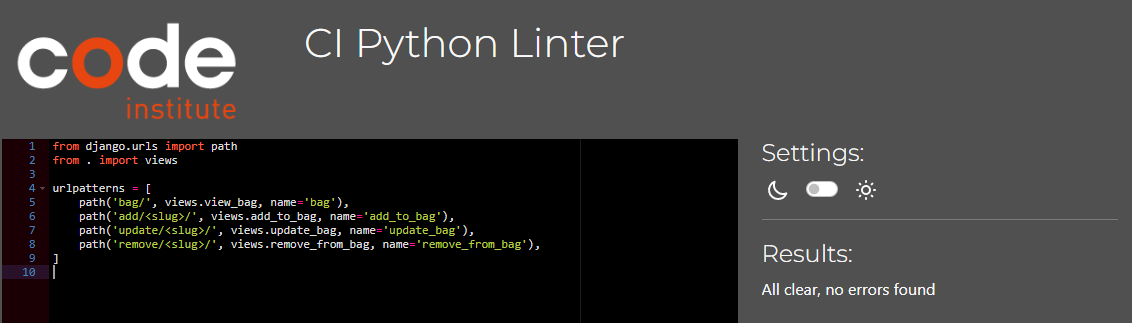 code
institute
CI Python Linter
1 from django.urls import path
2 from . import views
3
4 urlpatterns = [
5     path('bag/', views.view_bag, name='bag'),
6     path('add/<slug>/', views.add_to_bag, name='add_to_bag'),
7     path('update/<slug>/', views.update_bag, name='update_bag'),
8     path('remove/<slug>/', views.remove_from_bag, name='remove_from_bag'),
9 ]
10
Settings:
Results:
All clear, no errors found